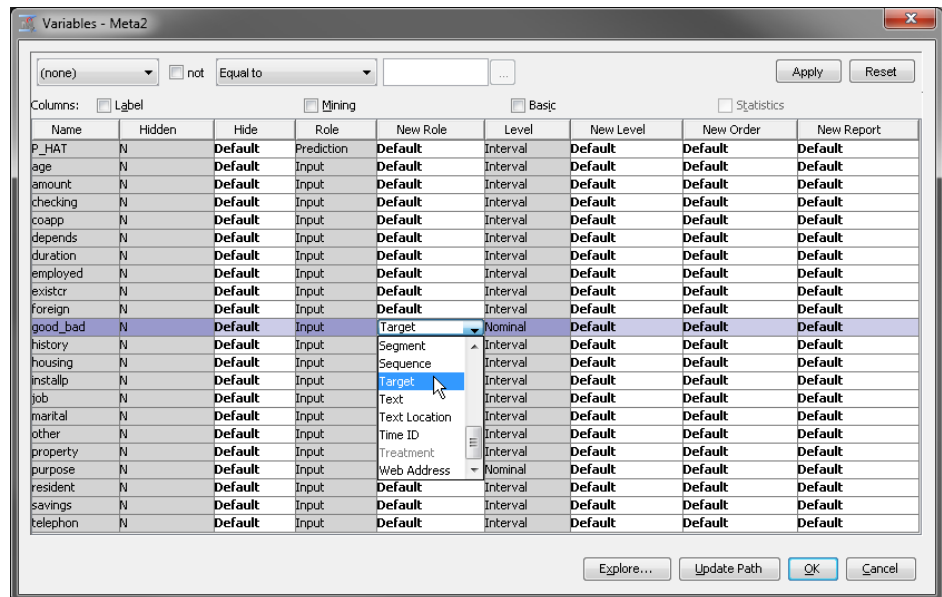 Variables - Meta2
(none) not Equal to ... Apply Reset
Columns: Label Mining Basic Statistics
Name Hidden Hide Role New Role Level New Level New Order New Report
P_HAT N Default Prediction Default Interval Default Default Default
age N Default Input Default Interval Default Default Default
amount N Default Input Default Interval Default Default Default
checking N Default Input Default Interval Default Default Default
coapp N Default Input Default Interval Default Default Default
depends N Default Input Default Interval Default Default Default
duration N Default Input Default Interval Default Default Default
employed N Default Input Default Interval Default Default Default
existcr N Default Input Default Interval Default Default Default
foreign N Default Input Default Interval Default Default Default
good_bad N Default Input Target Nominal Default Default Default
history N Default Input Segment Interval Default Default Default
housing N Default Input Sequence Interval Default Default Default
installp N Default Input Target Interval Default Default Default
job N Default Input Text Interval Default Default Default
marital N Default Input Text Location Interval Default Default Default
other N Default Input Time ID Interval Default Default Default
property N Default Input Treatment Interval Default Default Default
purpose N Default Input Web Address Nominal Default Default Default
resident N Default Input Default Interval Default Default Default
savings N Default Input Default Interval Default Default Default
telephon N Default Input Default Interval Default Default Default
Explore... Update Path OK Cancel